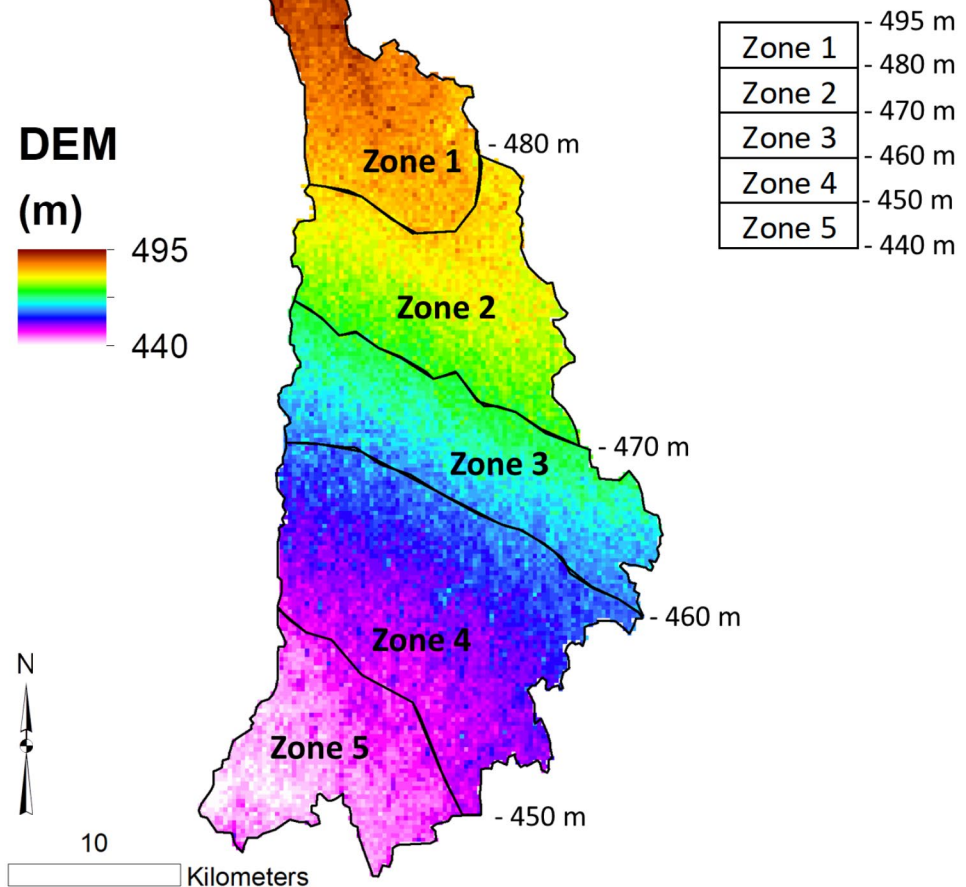 - 495 m
Zone 1
- 480 m
Zone 2
- 470 m
Zone 3
- 460 m
Zone 4
- 450 m
Zone 5
- 440 m
DEM
(m)
495
440
Zone 1
- 480 m
Zone 2
- 470 m
Zone 3
- 460 m
Zone 4
Zone 5
- 450 m
N
10
Kilometers